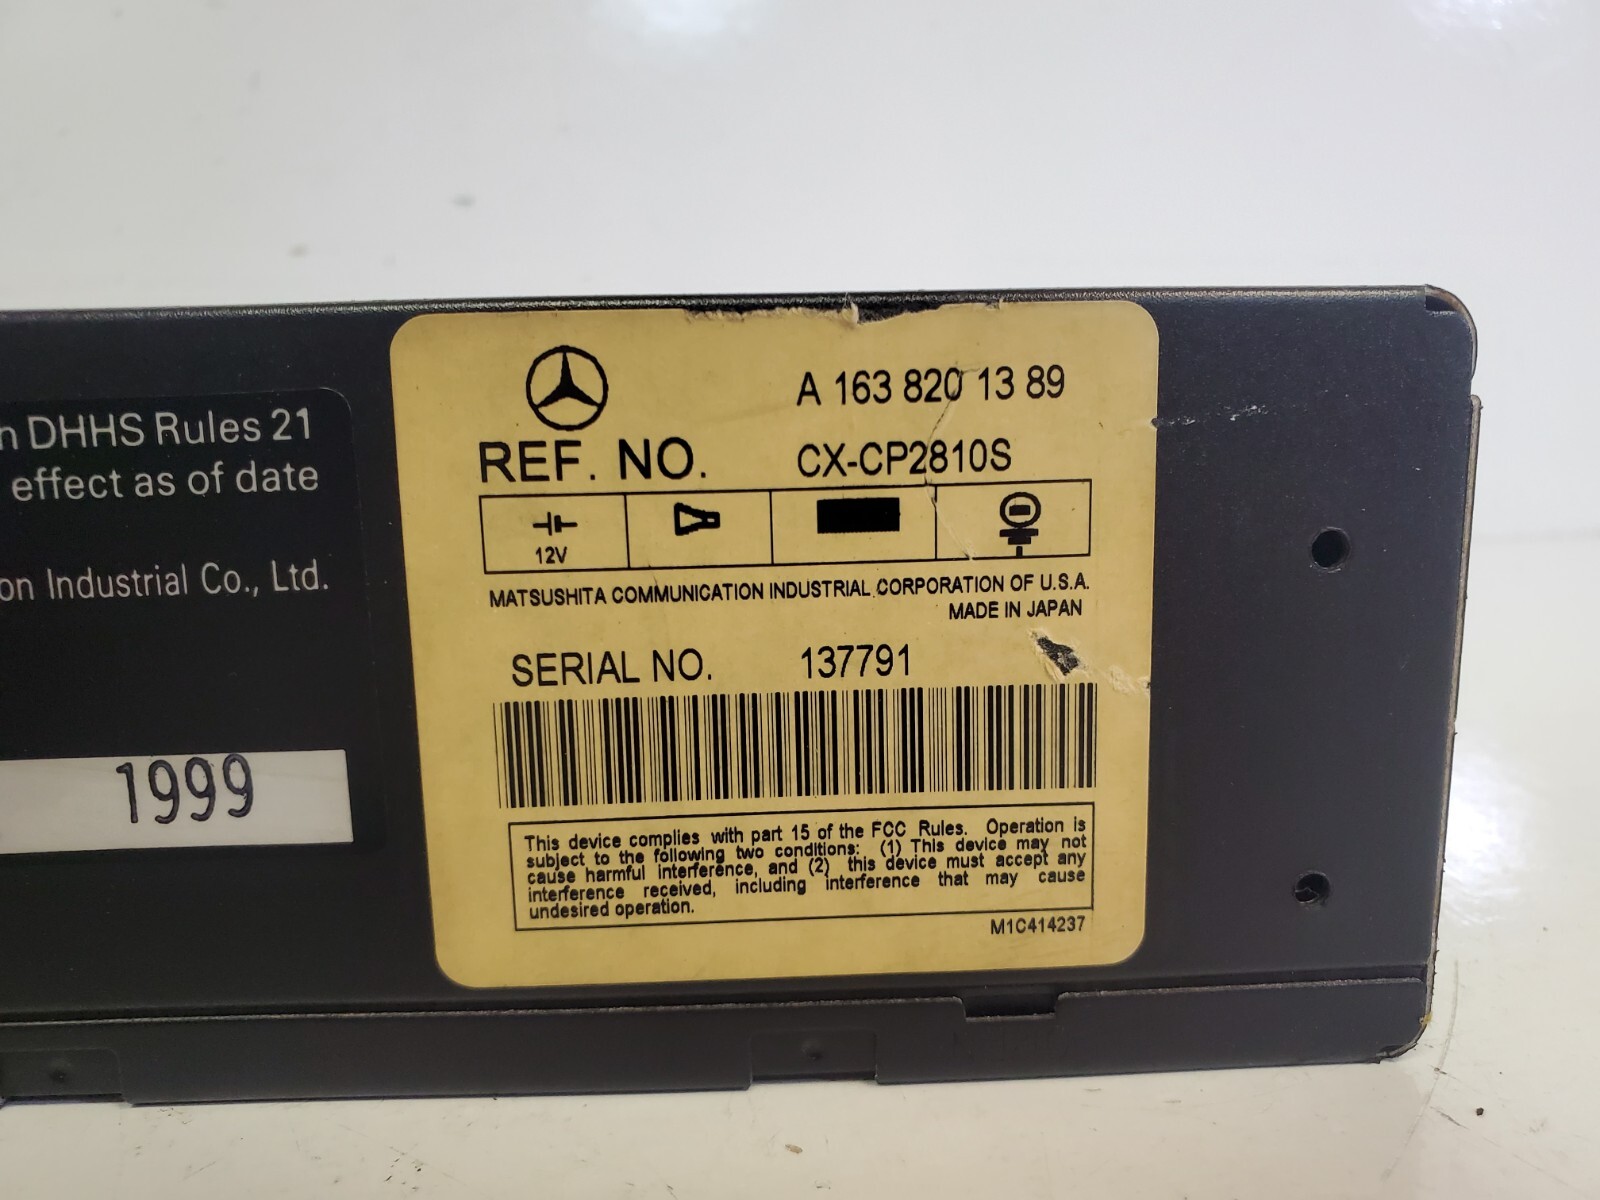 n DHHS Rules 21
effect as of date
on Industrial Co., Ltd.
1999
A 163 820 13 89
REF. NO. CX-CP2810S
12V
MATSUSHITA COMMUNICATION INDUSTRIAL CORPORATION OF U.S.A.
MADE IN JAPAN
SERIAL NO. 137791
This device complies with part 15 of the FCC Rules. Operation is
subject to the following two conditions: (1) This device may not
cause harmful interference, and (2) this device must accept any
interference received, including interference that may cause
undesired operation.
M1C414237